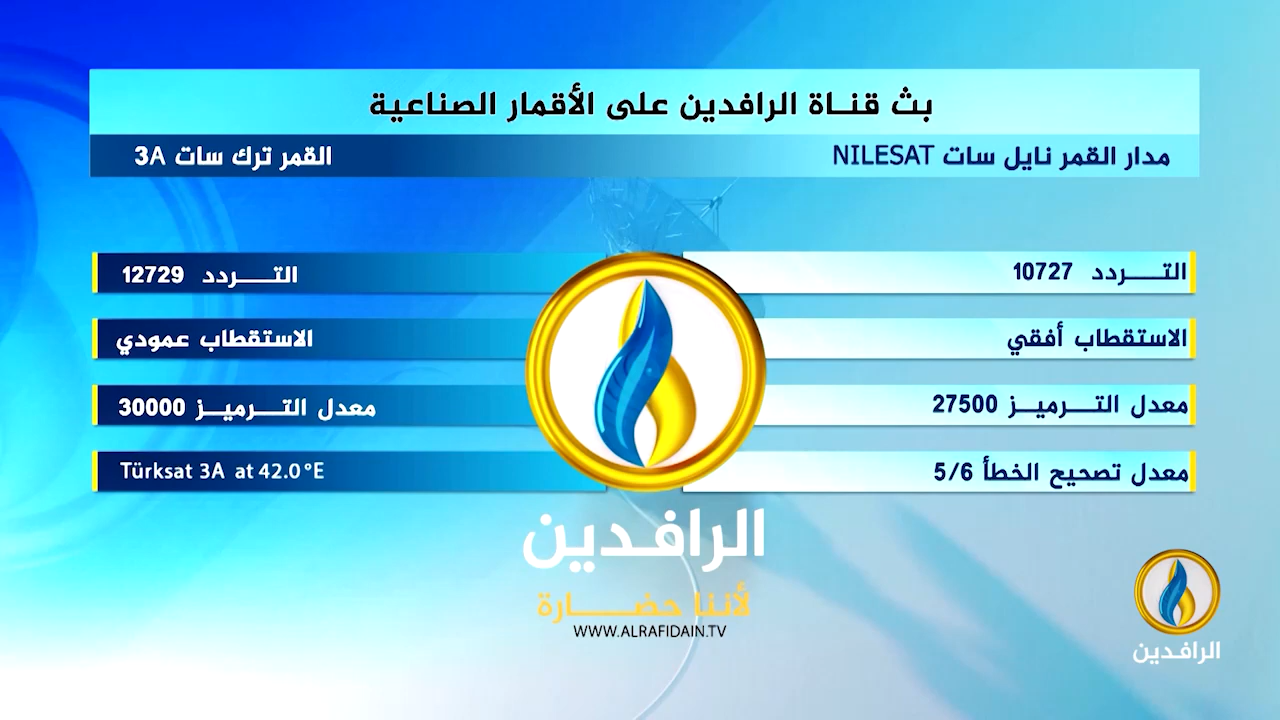 بث قناة الرافدين على الأقمار الصناعية
مدار القمر نايل سات NILESAT
القمر ترك سات 3A
التردد 10727
التردد 12729
الاستقطاب أفقي
الاستقطاب عمودي
معدل الترميز 27500
معدل الترميز 30000
معدل تصحيح الخطأ 5/6
Türksat 3A at 42.0°E
الرافدين
لأننا حضارة
WWW.ALRAFIDAIN.TV
الرافدين